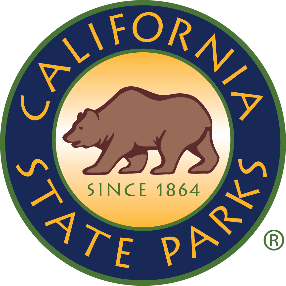 CALIFORNIA
SINCE 1864
STATE PARKS
®